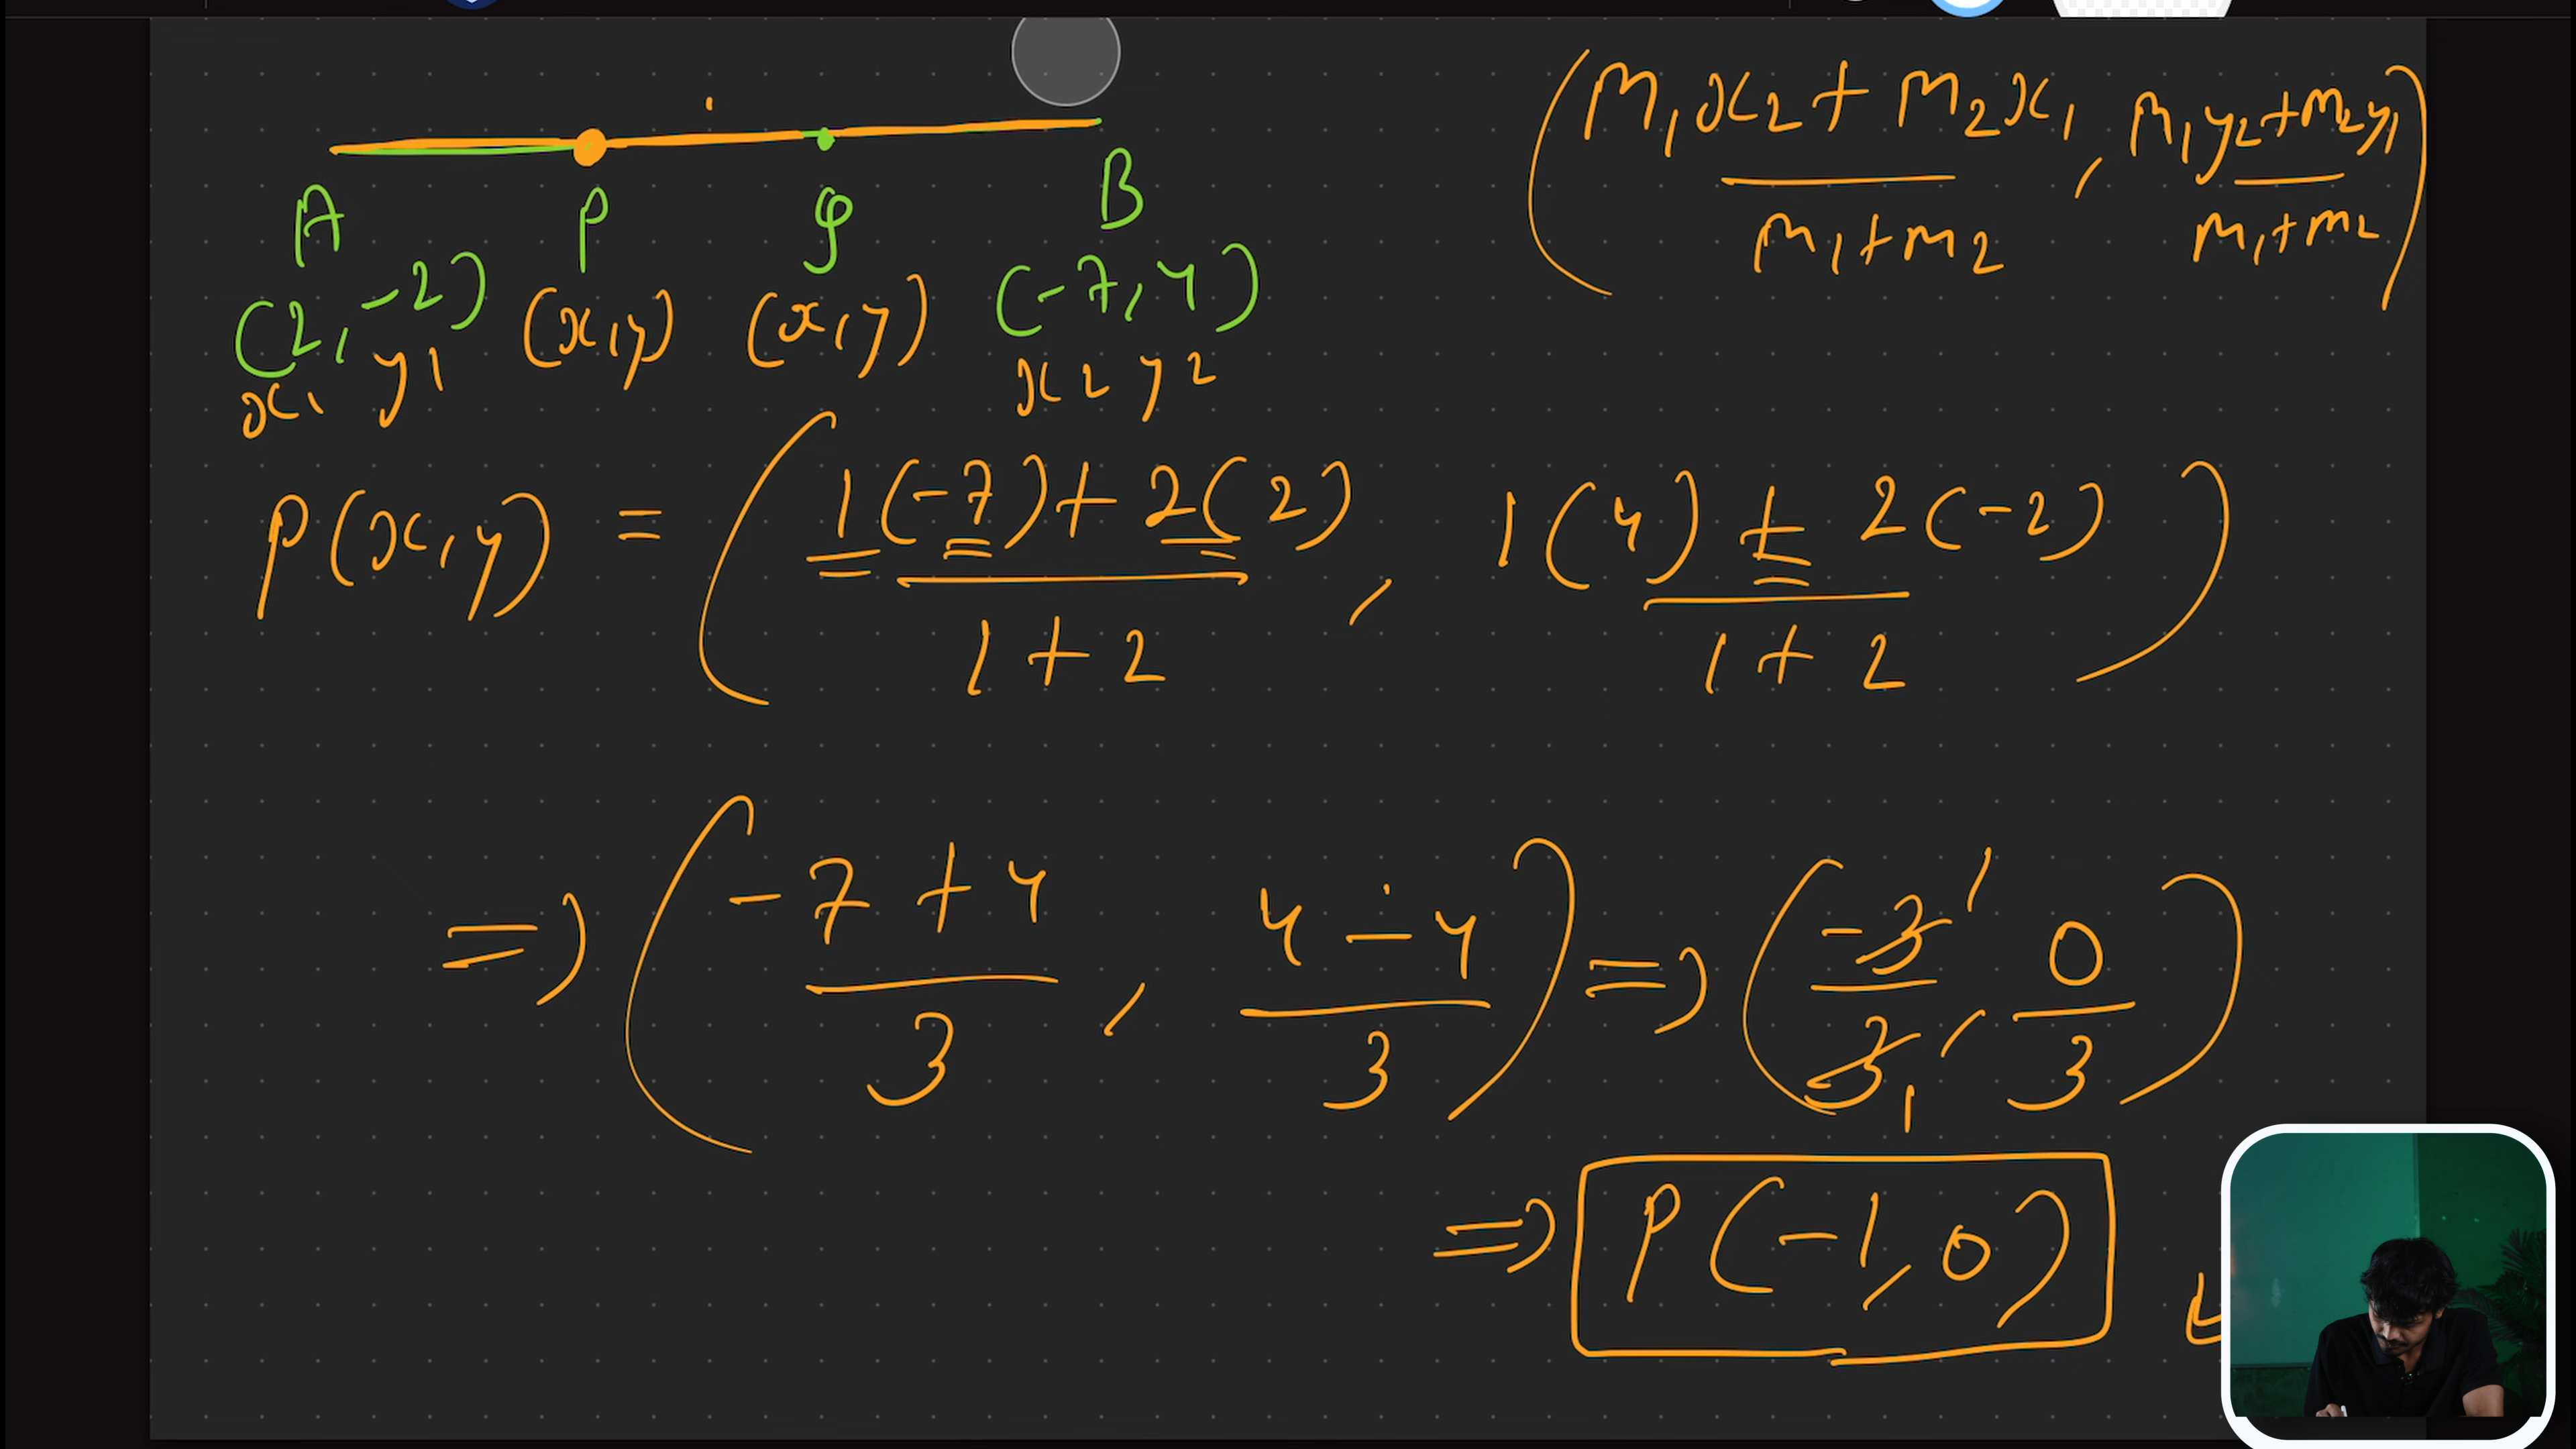 (m₁x₂ + m₂x₁ / m₁+m₂ , m₁y₂+m₂y₁ / m₁+m₂)
A P Q B
(2, -2) (x, y) (x, y) (-7, 4)
x₁ y₁ x₂ y₂
P(x, y) = (1(-7) + 2(2) / 1 + 2 , 1(4) + 2(-2) / 1 + 2)
=> (-7 + 4 / 3 , 4 - 4 / 3) => (-3 1 / 3 1 , 0 / 3)
=> P(-1, 0)